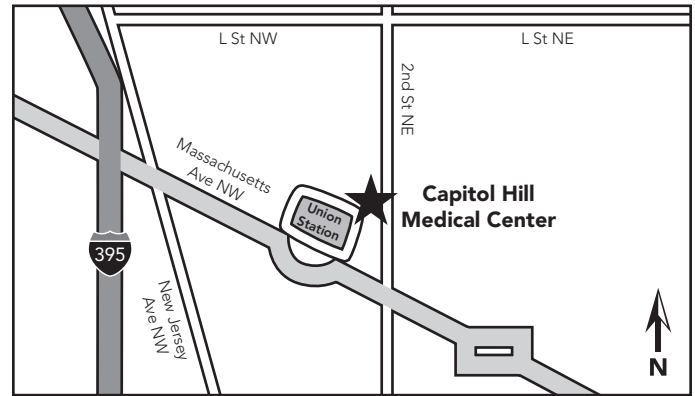 L St NW
L St NE
2nd St NE
Massachusetts
Ave NW
Union
Station
Capitol Hill
Medical Center
395
New Jersey
Ave NW
N